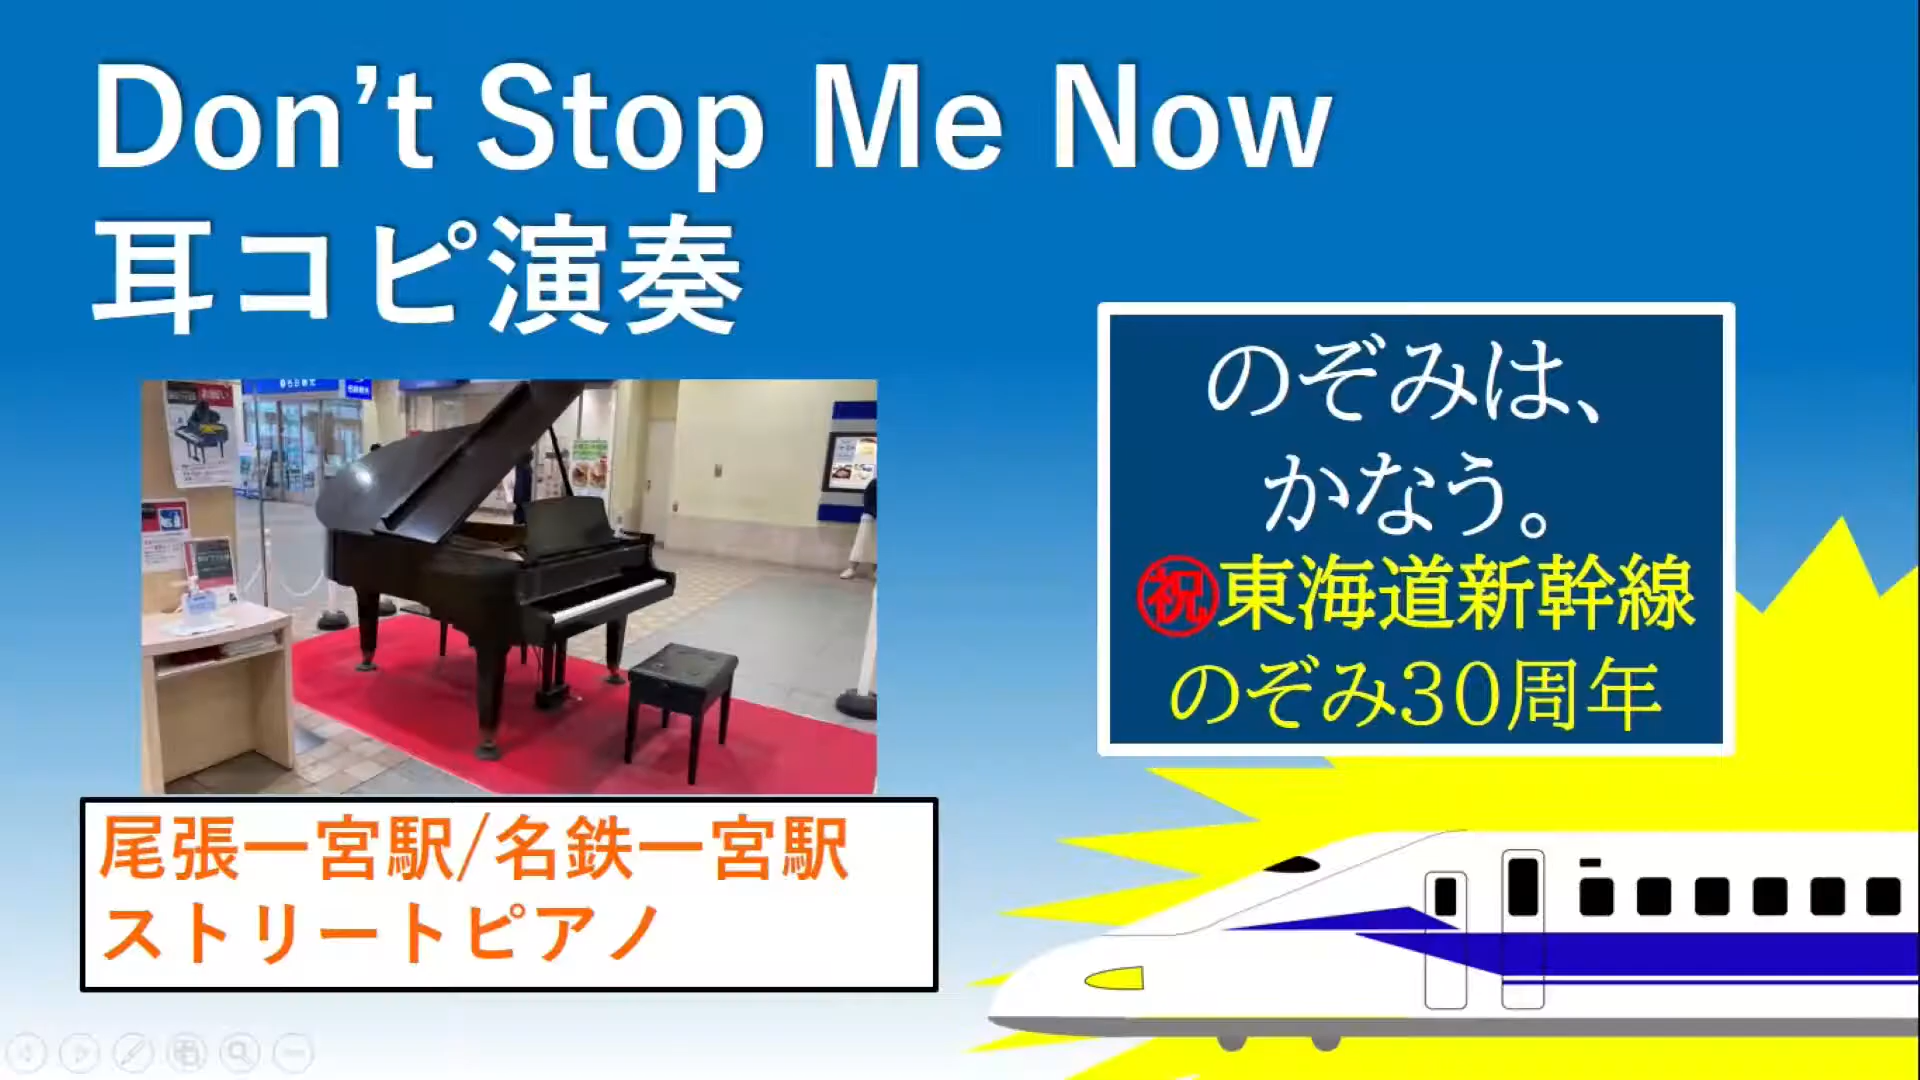 Don’t Stop Me Now
耳コピ演奏
のぞみは、
かなう。
㊗東海道新幹線
のぞみ30周年
尾張一宮駅/名鉄一宮駅
ストリートピアノ